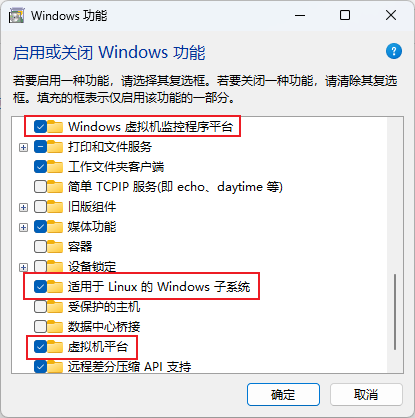 Windows 功能
启用或关闭 Windows 功能
?
若要启用一种功能，请选择其复选框。若要关闭一种功能，请清除其复选
框。填充的框表示仅启用该功能的一部分。
Windows 虚拟机监控程序平台
打印和文件服务
工作文件夹客户端
简单 TCPIP 服务(即 echo、daytime 等)
旧版组件
媒体功能
容器
设备锁定
适用于 Linux 的 Windows 子系统
受保护的主机
数据中心桥接
虚拟机平台
远程差分压缩 API 支持
确定
取消